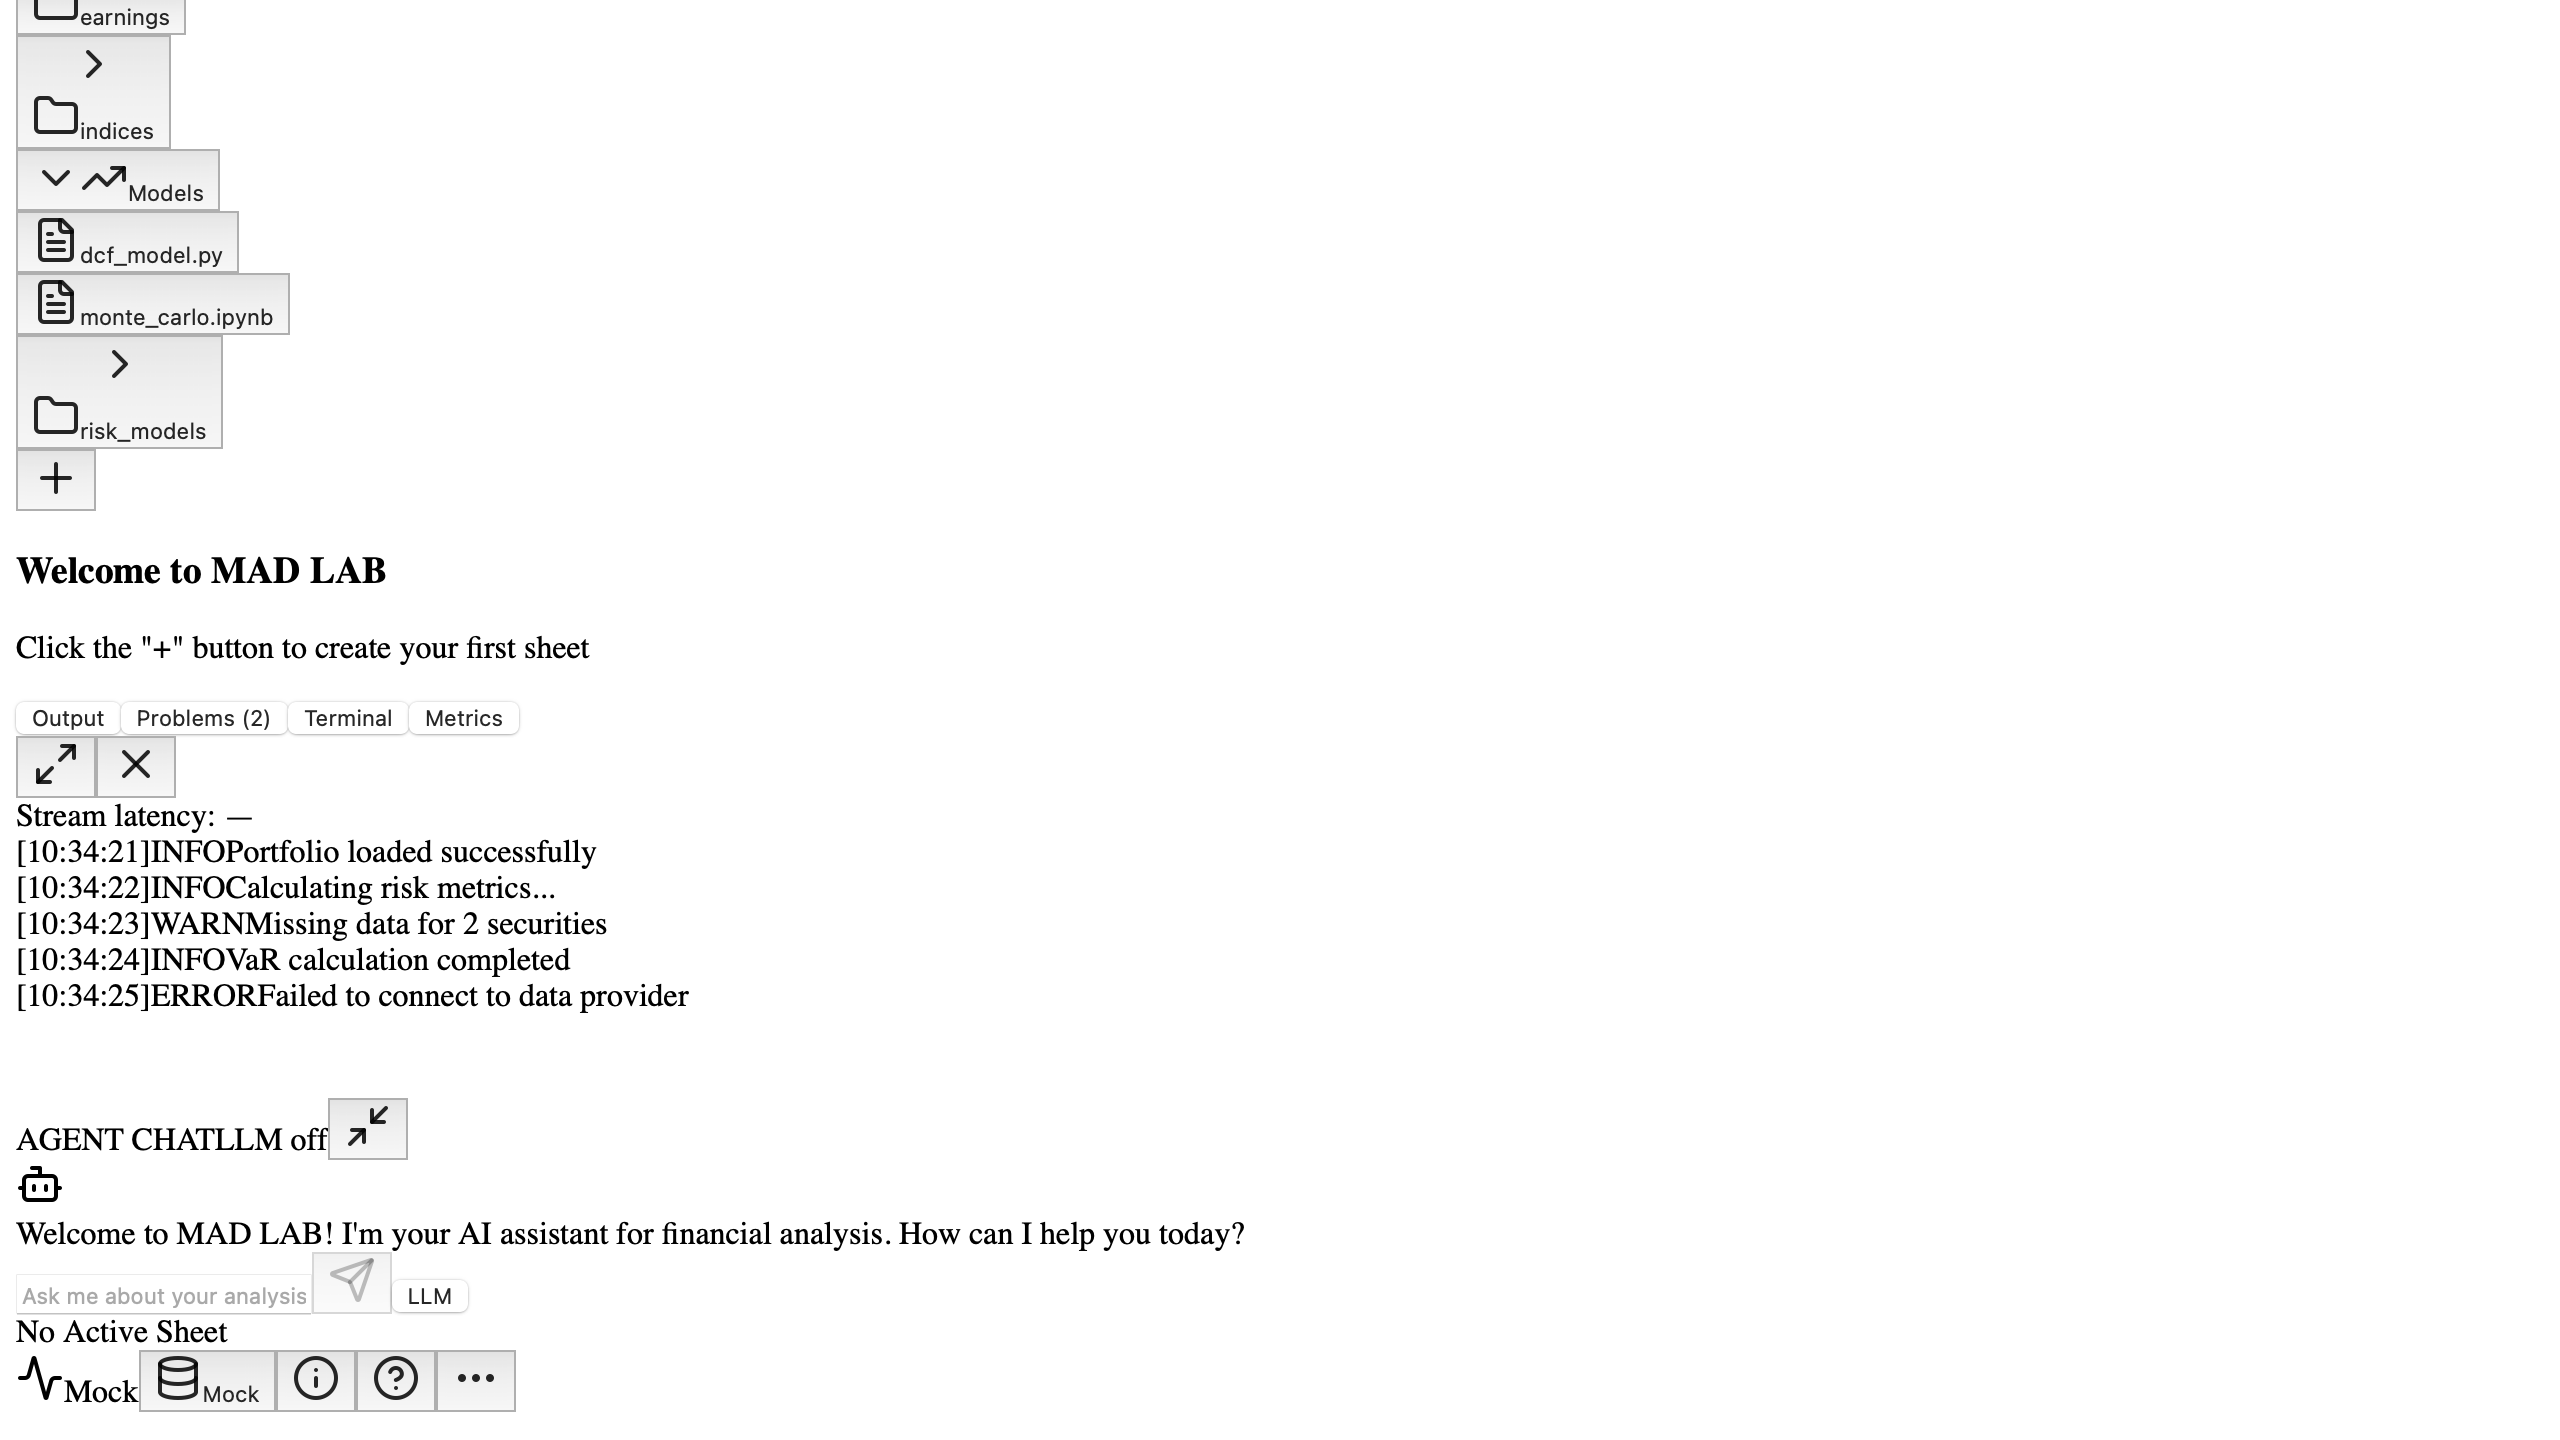 earnings
indices
Models
dcf_model.py
monte_carlo.ipynb
risk_models
Welcome to MAD LAB
Click the "+" button to create your first sheet
Output Problems (2) Terminal Metrics
Stream latency: —
[10:34:21]INFOPortfolio loaded successfully
[10:34:22]INFOCalculating risk metrics...
[10:34:23]WARNMissing data for 2 securities
[10:34:24]INFOVaR calculation completed
[10:34:25]ERRORFailed to connect to data provider
AGENT CHATLLM off
Welcome to MAD LAB! I'm your AI assistant for financial analysis. How can I help you today?
Ask me about your analysis LLM
No Active Sheet
Mock Mock